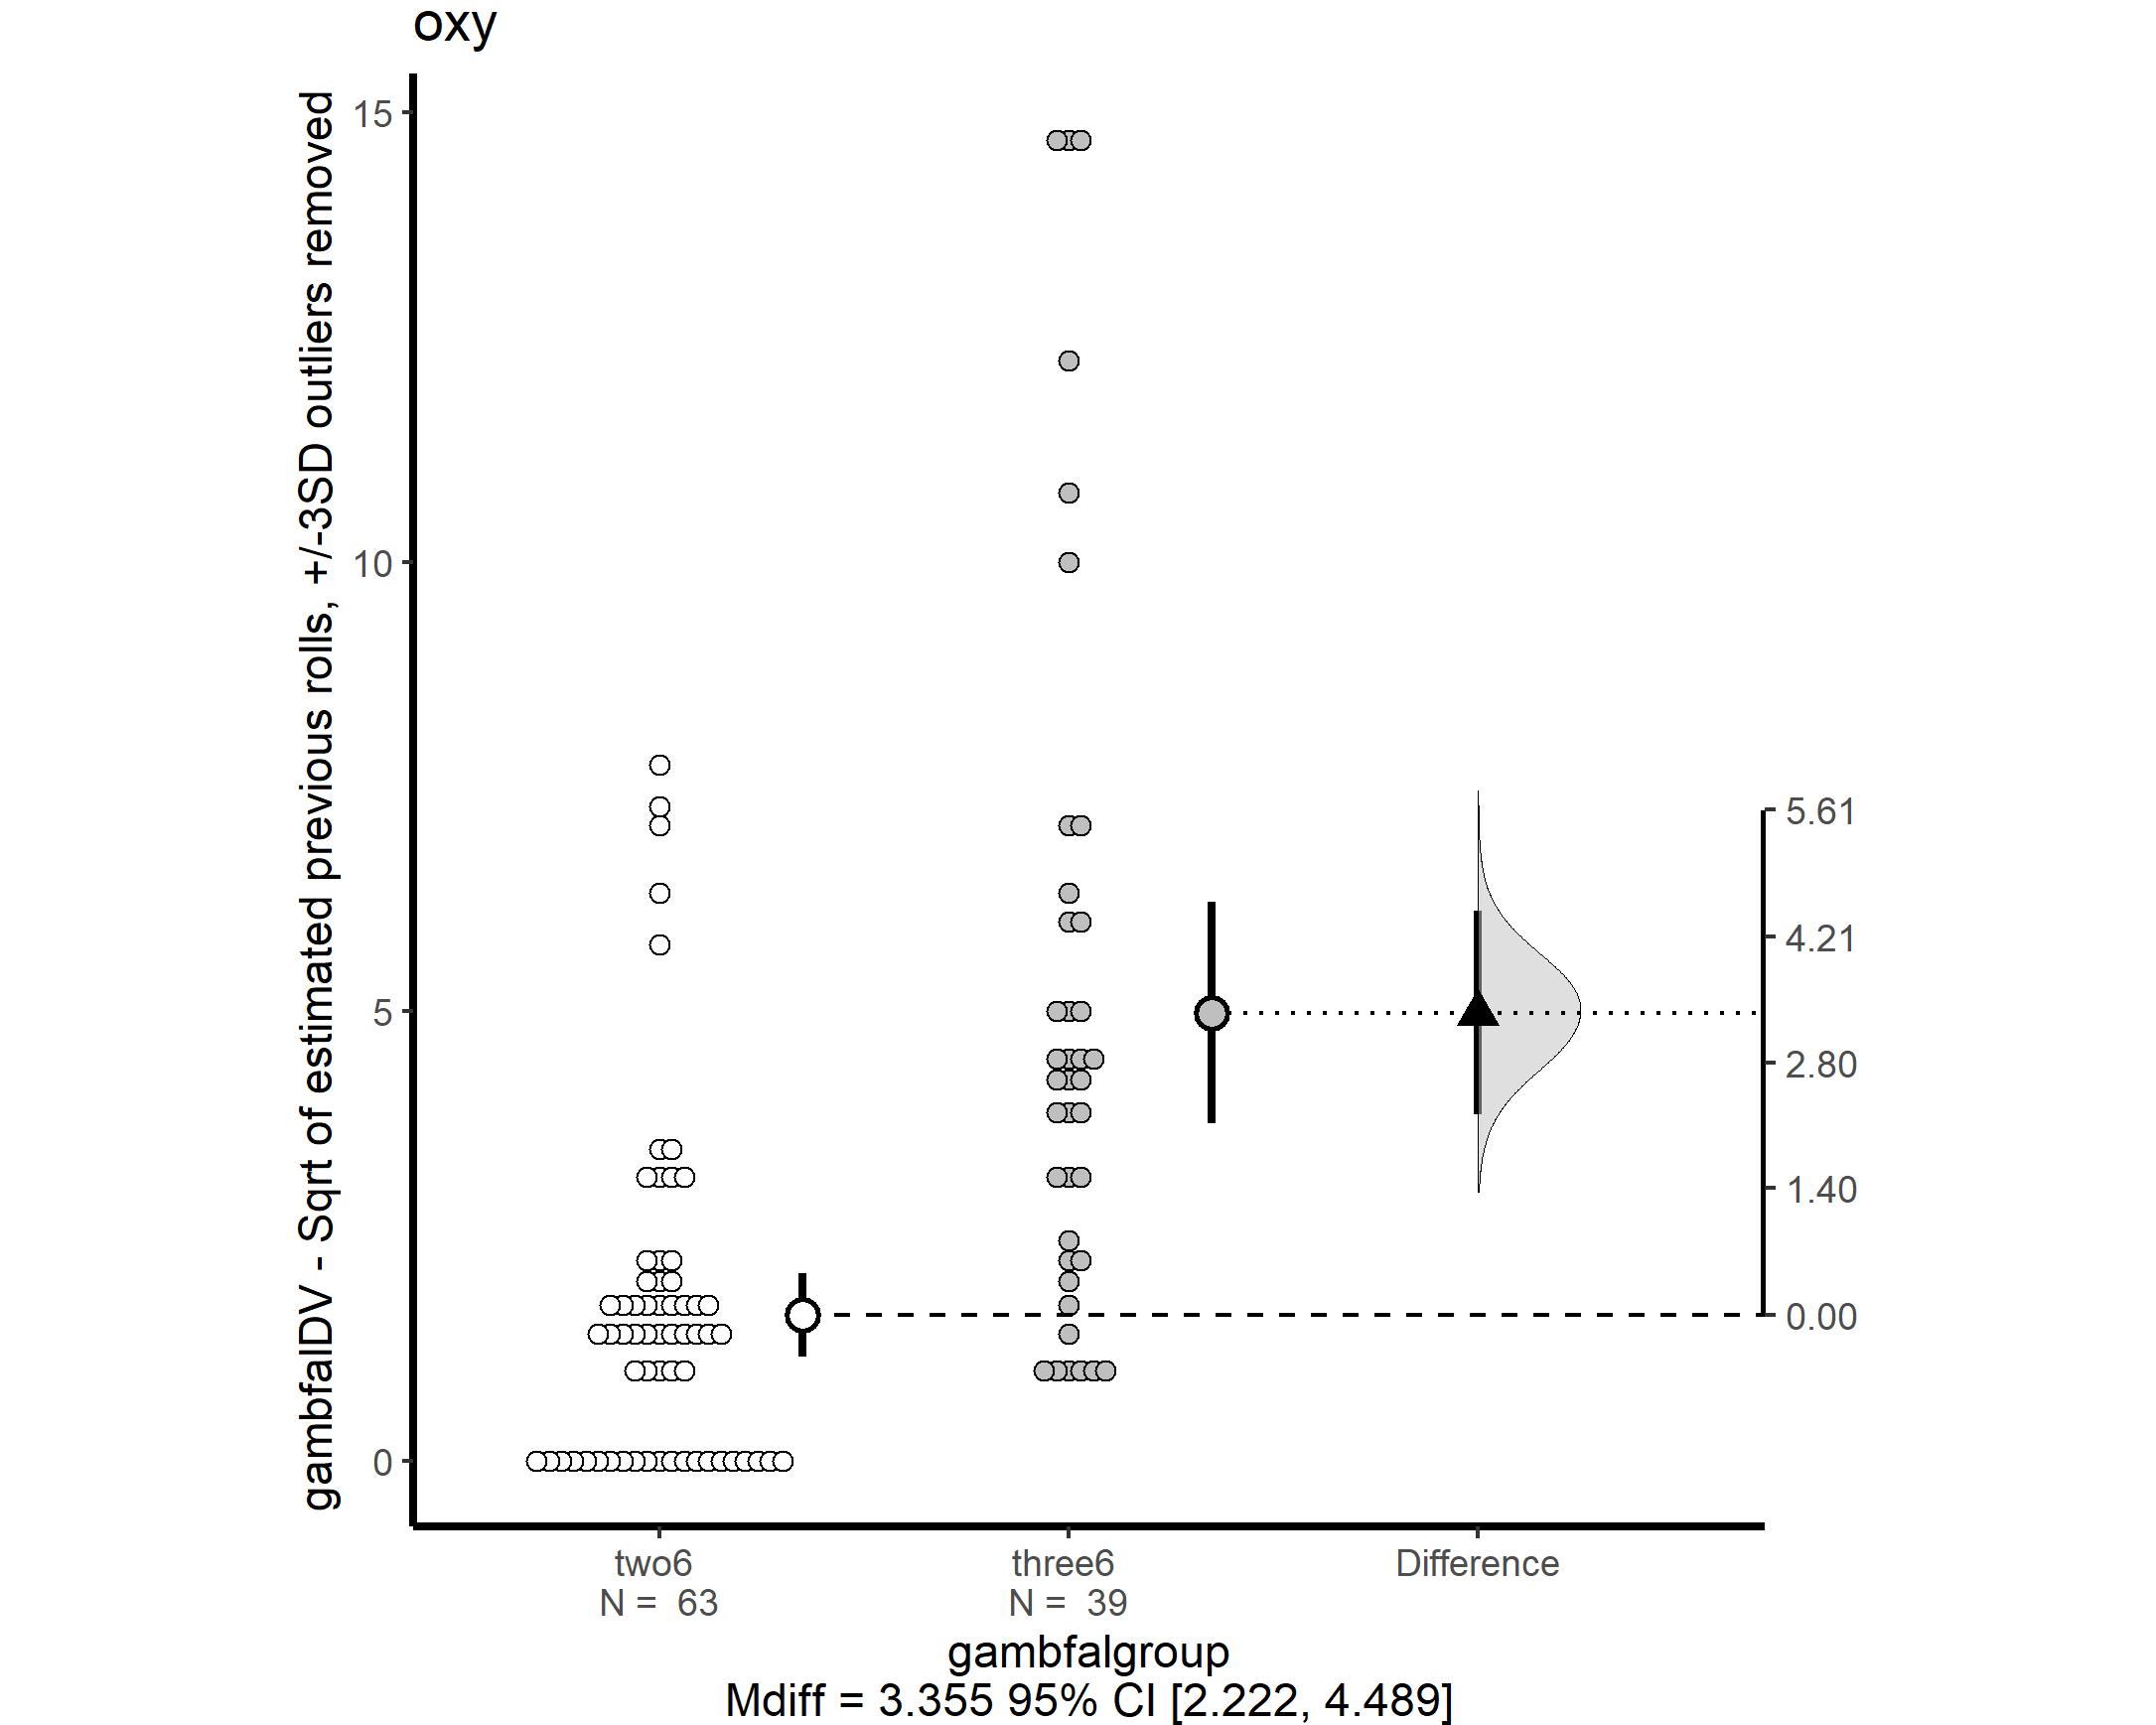 oxy
gambfalDV - Sqrt of estimated previous rolls, +/-3SD outliers removed
15
10
5
0
5.61
4.21
2.80
1.40
0.00
two6
N =  63
three6
N =  39
Difference
gambfalgroup
Mdiff = 3.355 95% CI [2.222, 4.489]